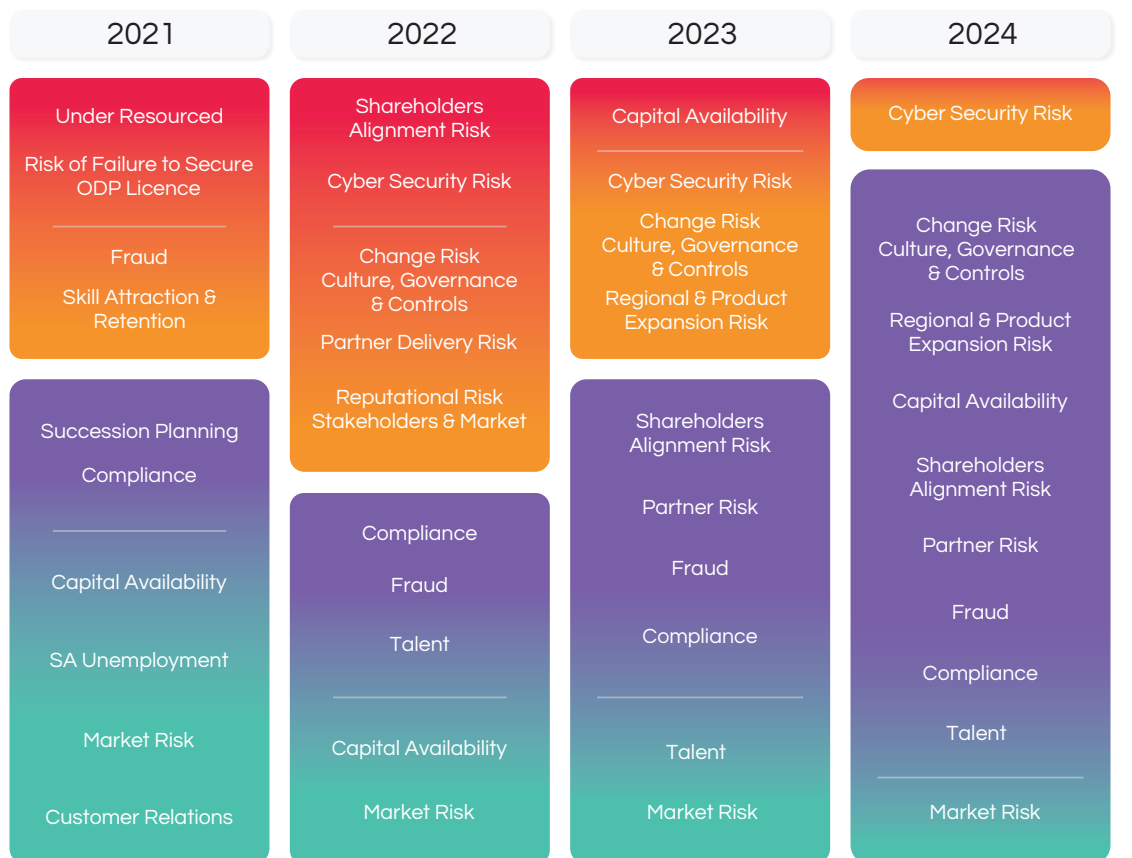 2021
Under Resourced
Risk of Failure to Secure
ODP Licence
Fraud
Skill Attraction &
Retention
Succession Planning
Compliance
Capital Availability
SA Unemployment
Market Risk
Customer Relations
2022
Shareholders
Alignment Risk
Cyber Security Risk
Change Risk
Culture, Governance
& Controls
Partner Delivery Risk
Reputational Risk
Stakeholders & Market
Compliance
Fraud
Talent
Capital Availability
Market Risk
2023
Capital Availability
Cyber Security Risk
Change Risk
Culture, Governance
& Controls
Regional & Product
Expansion Risk
Shareholders
Alignment Risk
Partner Risk
Fraud
Compliance
Talent
Market Risk
2024
Cyber Security Risk
Change Risk
Culture, Governance
& Controls
Regional & Product
Expansion Risk
Capital Availability
Shareholders
Alignment Risk
Partner Risk
Fraud
Compliance
Talent
Market Risk